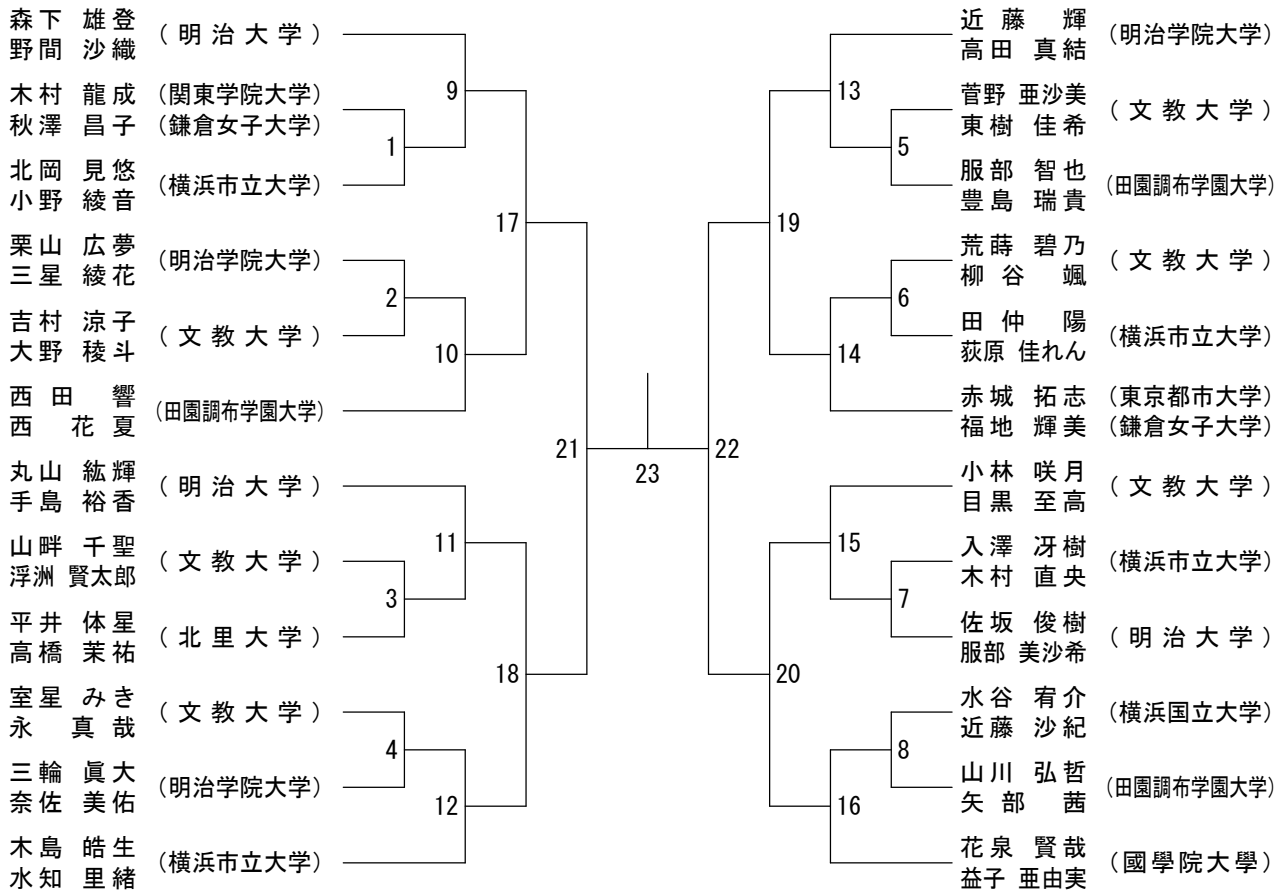 森下 雄登
野間 沙織
(明治大学)
木村 龍成 (関東学院大学)
秋澤 昌子 (鎌倉女子大学)
北岡 見悠
小野 綾音
(横浜市立大学)
栗山 広夢
三星 綾花
(明治学院大学)
吉村 涼子
大野 稜斗
(文教大学)
西田 響
西 花夏
(田園調布学園大学)
丸山 紘輝
手島 裕香
(明治大学)
山畔 千聖
浮洲 賢太郎
(文教大学)
平井 体星
高橋 茉祐
(北里大学)
室星 みき
永 真哉
(文教大学)
三輪 眞大
奈佐 美佑
(明治学院大学)
木島 皓生
水知 里緒
(横浜市立大学)
1
2
3
4
9
10
11
12
17
18
21
23
22
19
20
13
14
15
16
5
6
7
8
近藤 輝
高田 真結
(明治学院大学)
菅野 亜沙美
東樹 佳希
(文教大学)
服部 智也
豊島 瑞貴
(田園調布学園大学)
荒蒔 碧乃
柳谷 颯
(文教大学)
田仲 陽
荻原 佳れん
(横浜市立大学)
赤城 拓志 (東京都市大学)
福地 輝美 (鎌倉女子大学)
小林 咲月
目黒 至高
(文教大学)
入澤 冴樹
木村 直央
(横浜市立大学)
佐坂 俊樹
服部 美沙希
(明治大学)
水谷 宥介
近藤 沙紀
(横浜国立大学)
山川 弘哲
矢部 茜
(田園調布学園大学)
花泉 賢哉
益子 亜由実
(國學院大學)